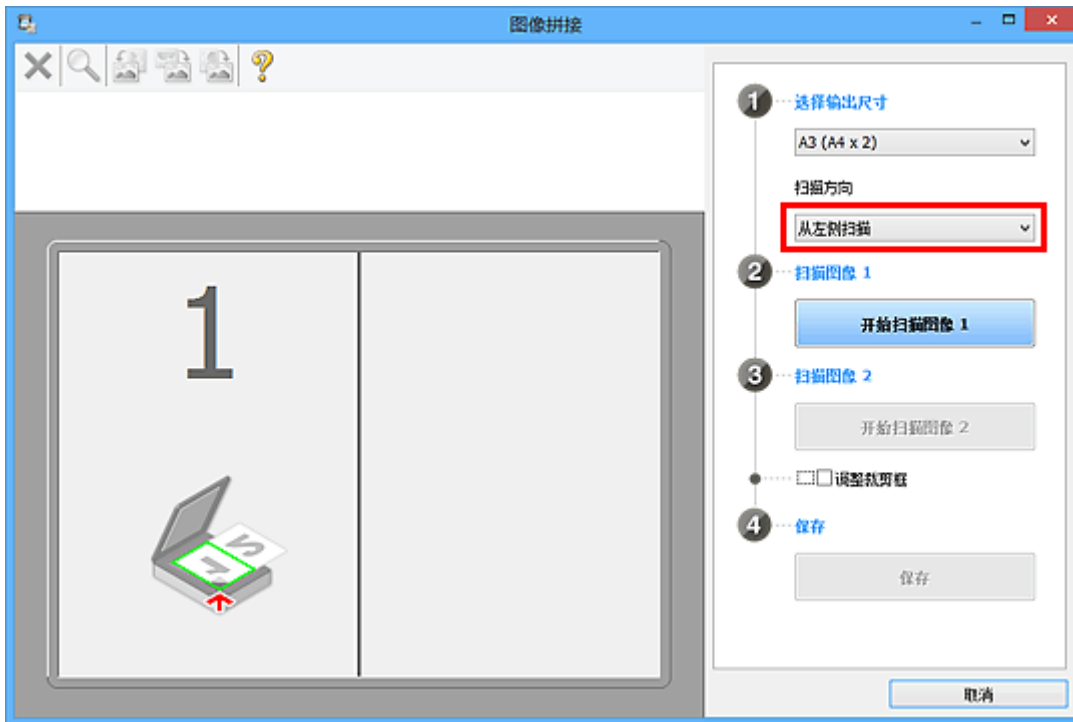 图像拼接
1 选择输出尺寸
A3 (A4 x 2)
扫描方向
从左侧扫描
2 扫描图像 1
开始扫描图像 1
3 扫描图像 2
开始扫描图像 2
调整裁剪框
4 保存
保存
取消
1